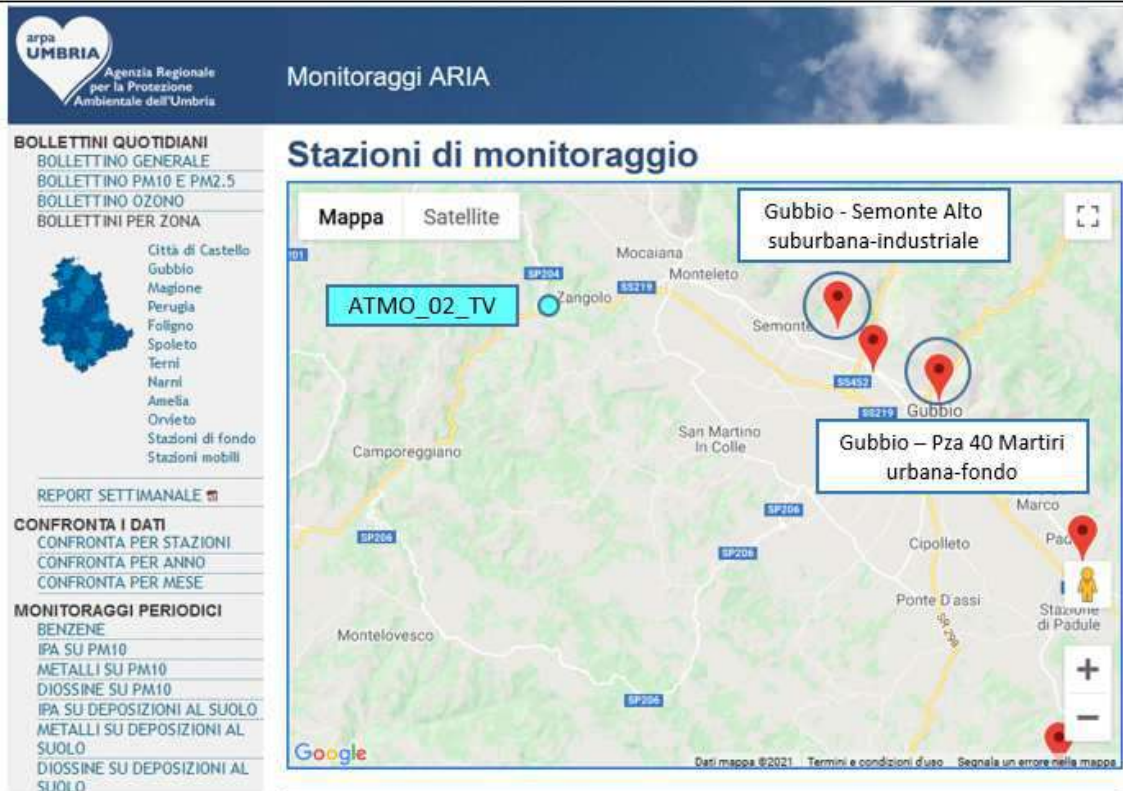 arpa
UMBRIA
Agenzia Regionale
per la Protezione
Ambientale dell'Umbria
Monitoraggi ARIA
BOLLETTINI QUOTIDIANI
BOLLETTINO GENERALE
BOLLETTINO PM10 E PM2.5
BOLLETTINO OZONO
BOLLETTINI PER ZONA
Città di Castello
Gubbio
Magione
Perugia
Foligno
Spoleto
Terni
Narni
Amelia
Orvieto
Stazioni di fondo
Stazioni mobili
REPORT SETTIMANALE
CONFRONTA I DATI
CONFRONTA PER STAZIONI
CONFRONTA PER ANNO
CONFRONTA PER MESE
MONITORAGGI PERIODICI
BENZENE
IPA SU PM10
METALLI SU PM10
DIOSSINE SU PM10
IPA SU DEPOSIZIONI AL SUOLO
METALLI SU DEPOSIZIONI AL
SUOLO
DIOSSINE SU DEPOSIZIONI AL
SUOLO
Stazioni di monitoraggio
Mappa Satellite
Gubbio - Semonte Alto
suburbana-industriale
Mocaiana
Monteleto
SP204
SS219
Zangolo
ATMO_02_TV
Semonte
SS452
SS219
Gubbio
Gubbio – Pza 40 Martiri
urbana-fondo
San Martino
In Colle
Camporeggiano
Marco
SP206
SP206
SP206
Cipolleto
Ponte D'assi
SR 298
Stazione
di Padule
Montelovesco
SP206
Google
Dati mappa ©2021 Termini e condizioni d'uso Segnala un errore nella mappa